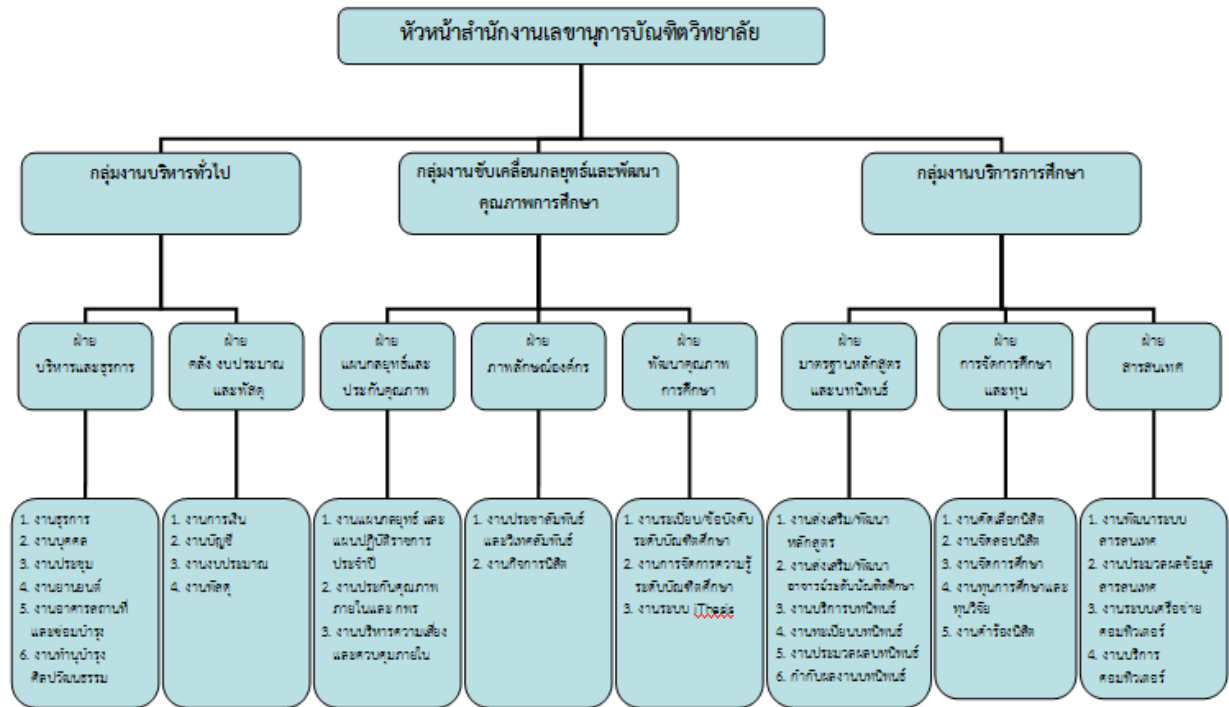 หัวหน้าสำนักงานเลขานุการบัณฑิตวิทยาลัย
กลุ่มงานบริหารทั่วไป
กลุ่มงานขับเคลื่อนกลยุทธ์และพัฒนา
คุณภาพการศึกษา
กลุ่มงานบริการการศึกษา
ฝ่าย
บริหารและธุรการ
ฝ่าย
คลัง งบประมาณ
และพัสดุ
ฝ่าย
แผนกลยุทธ์และ
ประกันคุณภาพ
ฝ่าย
ภาพลักษณ์องค์กร
ฝ่าย
พัฒนาคุณภาพ
การศึกษา
ฝ่าย
มาตรฐานหลักสูตร
และบทนิพนธ์
ฝ่าย
การจัดการศึกษา
และทุน
ฝ่าย
สารสนเทศ
1. งานธุรการ
2. งานบุคคล
3. งานประชุม
4. งานยานยนต์
5. งานอาคารสถานที่
และซ่อมบำรุง
6. งานทำนุบำรุง
ศิลปวัฒนธรรม
1. งานการเงิน
2. งานบัญชี
3. งานงบประมาณ
4. งานพัสดุ
1. งานแผนกลยุทธ์ และ
แผนปฏิบัติราชการ
ประจำปี
2. งานประกันคุณภาพ
ภายในและ กพร
3. งานบริหารความเสี่ยง
และควบคุมภายใน
1. งานประชาสัมพันธ์
และวิเทศสัมพันธ์
2. งานกิจการนิสิต
1. งานระเบียบ/ข้อบังคับ
ระดับบัณฑิตศึกษา
2. งานการจัดการความรู้
ระดับบัณฑิตศึกษา
3. งานระบบ iThesis
1. งานส่งเสริม/พัฒนา
หลักสูตร
2. งานส่งเสริม/พัฒนา
อาจารย์ระดับบัณฑิตศึกษา
3. งานบริการบทนิพนธ์
4. งานทะเบียนบทนิพนธ์
5. งานประมวลผลบทนิพนธ์
6. กำกับผลงานบทนิพนธ์
1. งานคัดเลือกนิสิต
2. งานจัดสอบนิสิต
3. งานจัดการศึกษา
4. งานทุนการศึกษาและ
ทุนวิจัย
5. งานคำร้องนิสิต
1. งานพัฒนาระบบ
สารสนเทศ
2. งานประมวลผลข้อมูล
สารสนเทศ
3. งานระบบเครือข่าย
คอมพิวเตอร์
4. งานบริการ
คอมพิวเตอร์